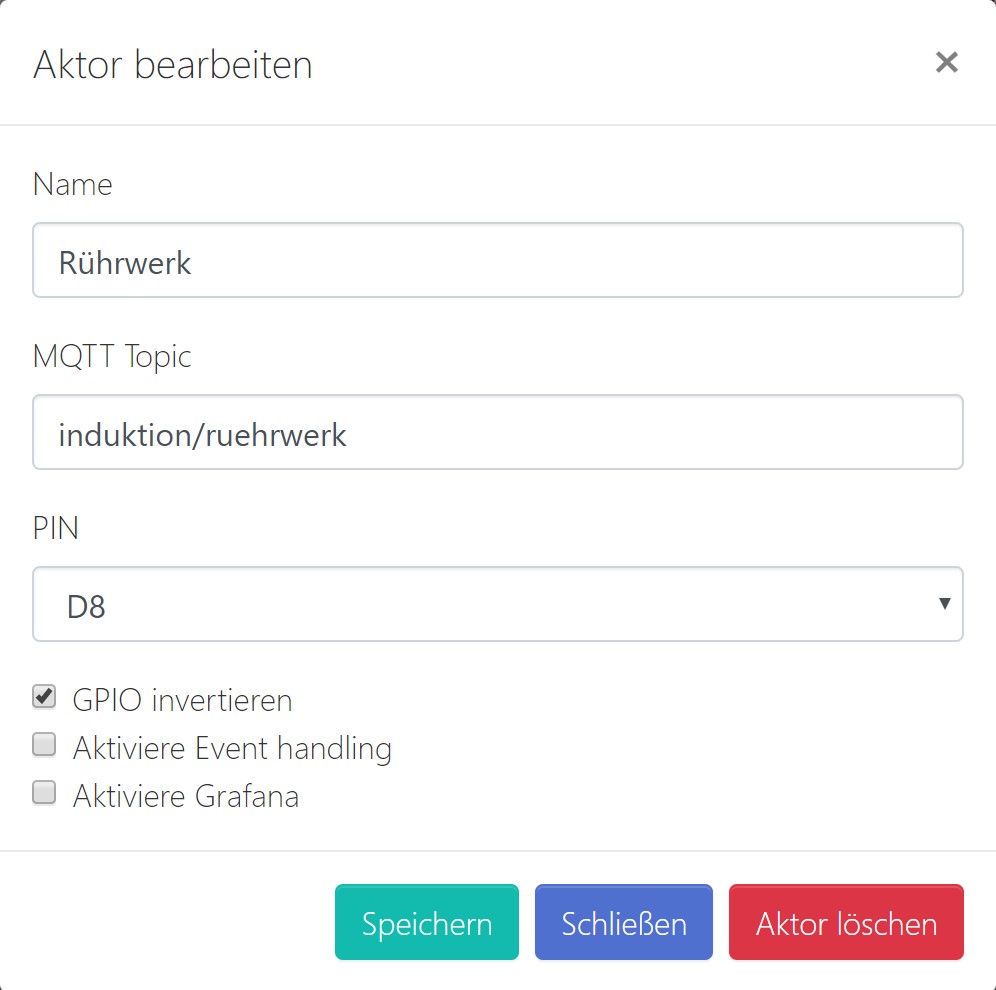 Aktor bearbeiten
Name
Rührwerk
MQTT Topic
induktion/ruehrwerk
PIN
D8
GPIO invertieren
Aktiviere Event handling
Aktiviere Grafana
Speichern Schließen Aktor löschen